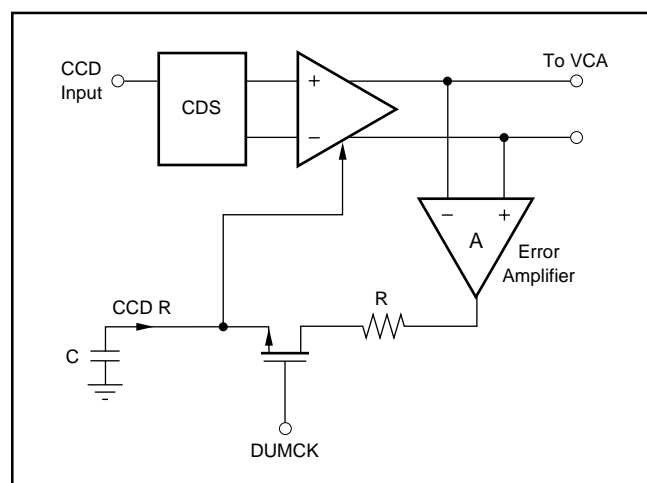 CCD
Input
CDS
+
−
To VCA
−
+
A
Error
Amplifier
R
CCD R
C
DUMCK